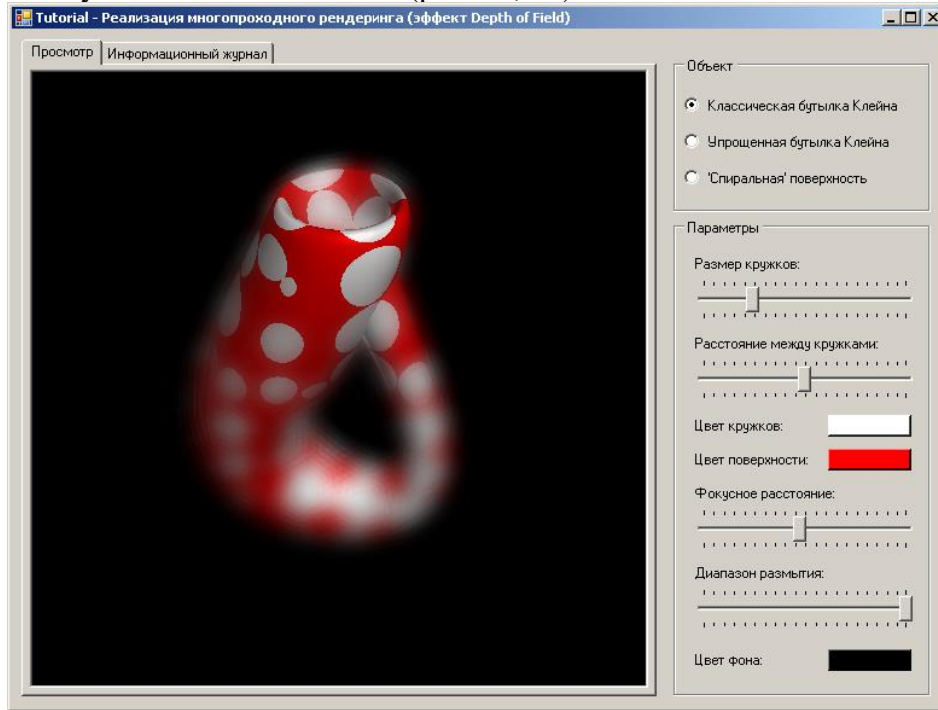 Tutorial - Реализация многопроходного рендеринга (эффект Depth of Field)
Просмотр
Информационный журнал
Объект
Классическая бутылка Клейна
Упрощенная бутылка Клейна
'Спиральная' поверхность
Параметры
Размер кружков:
Расстояние между кружками:
Цвет кружков:
Цвет поверхности:
Фокусное расстояние:
Диапазон размытия:
Цвет фона: